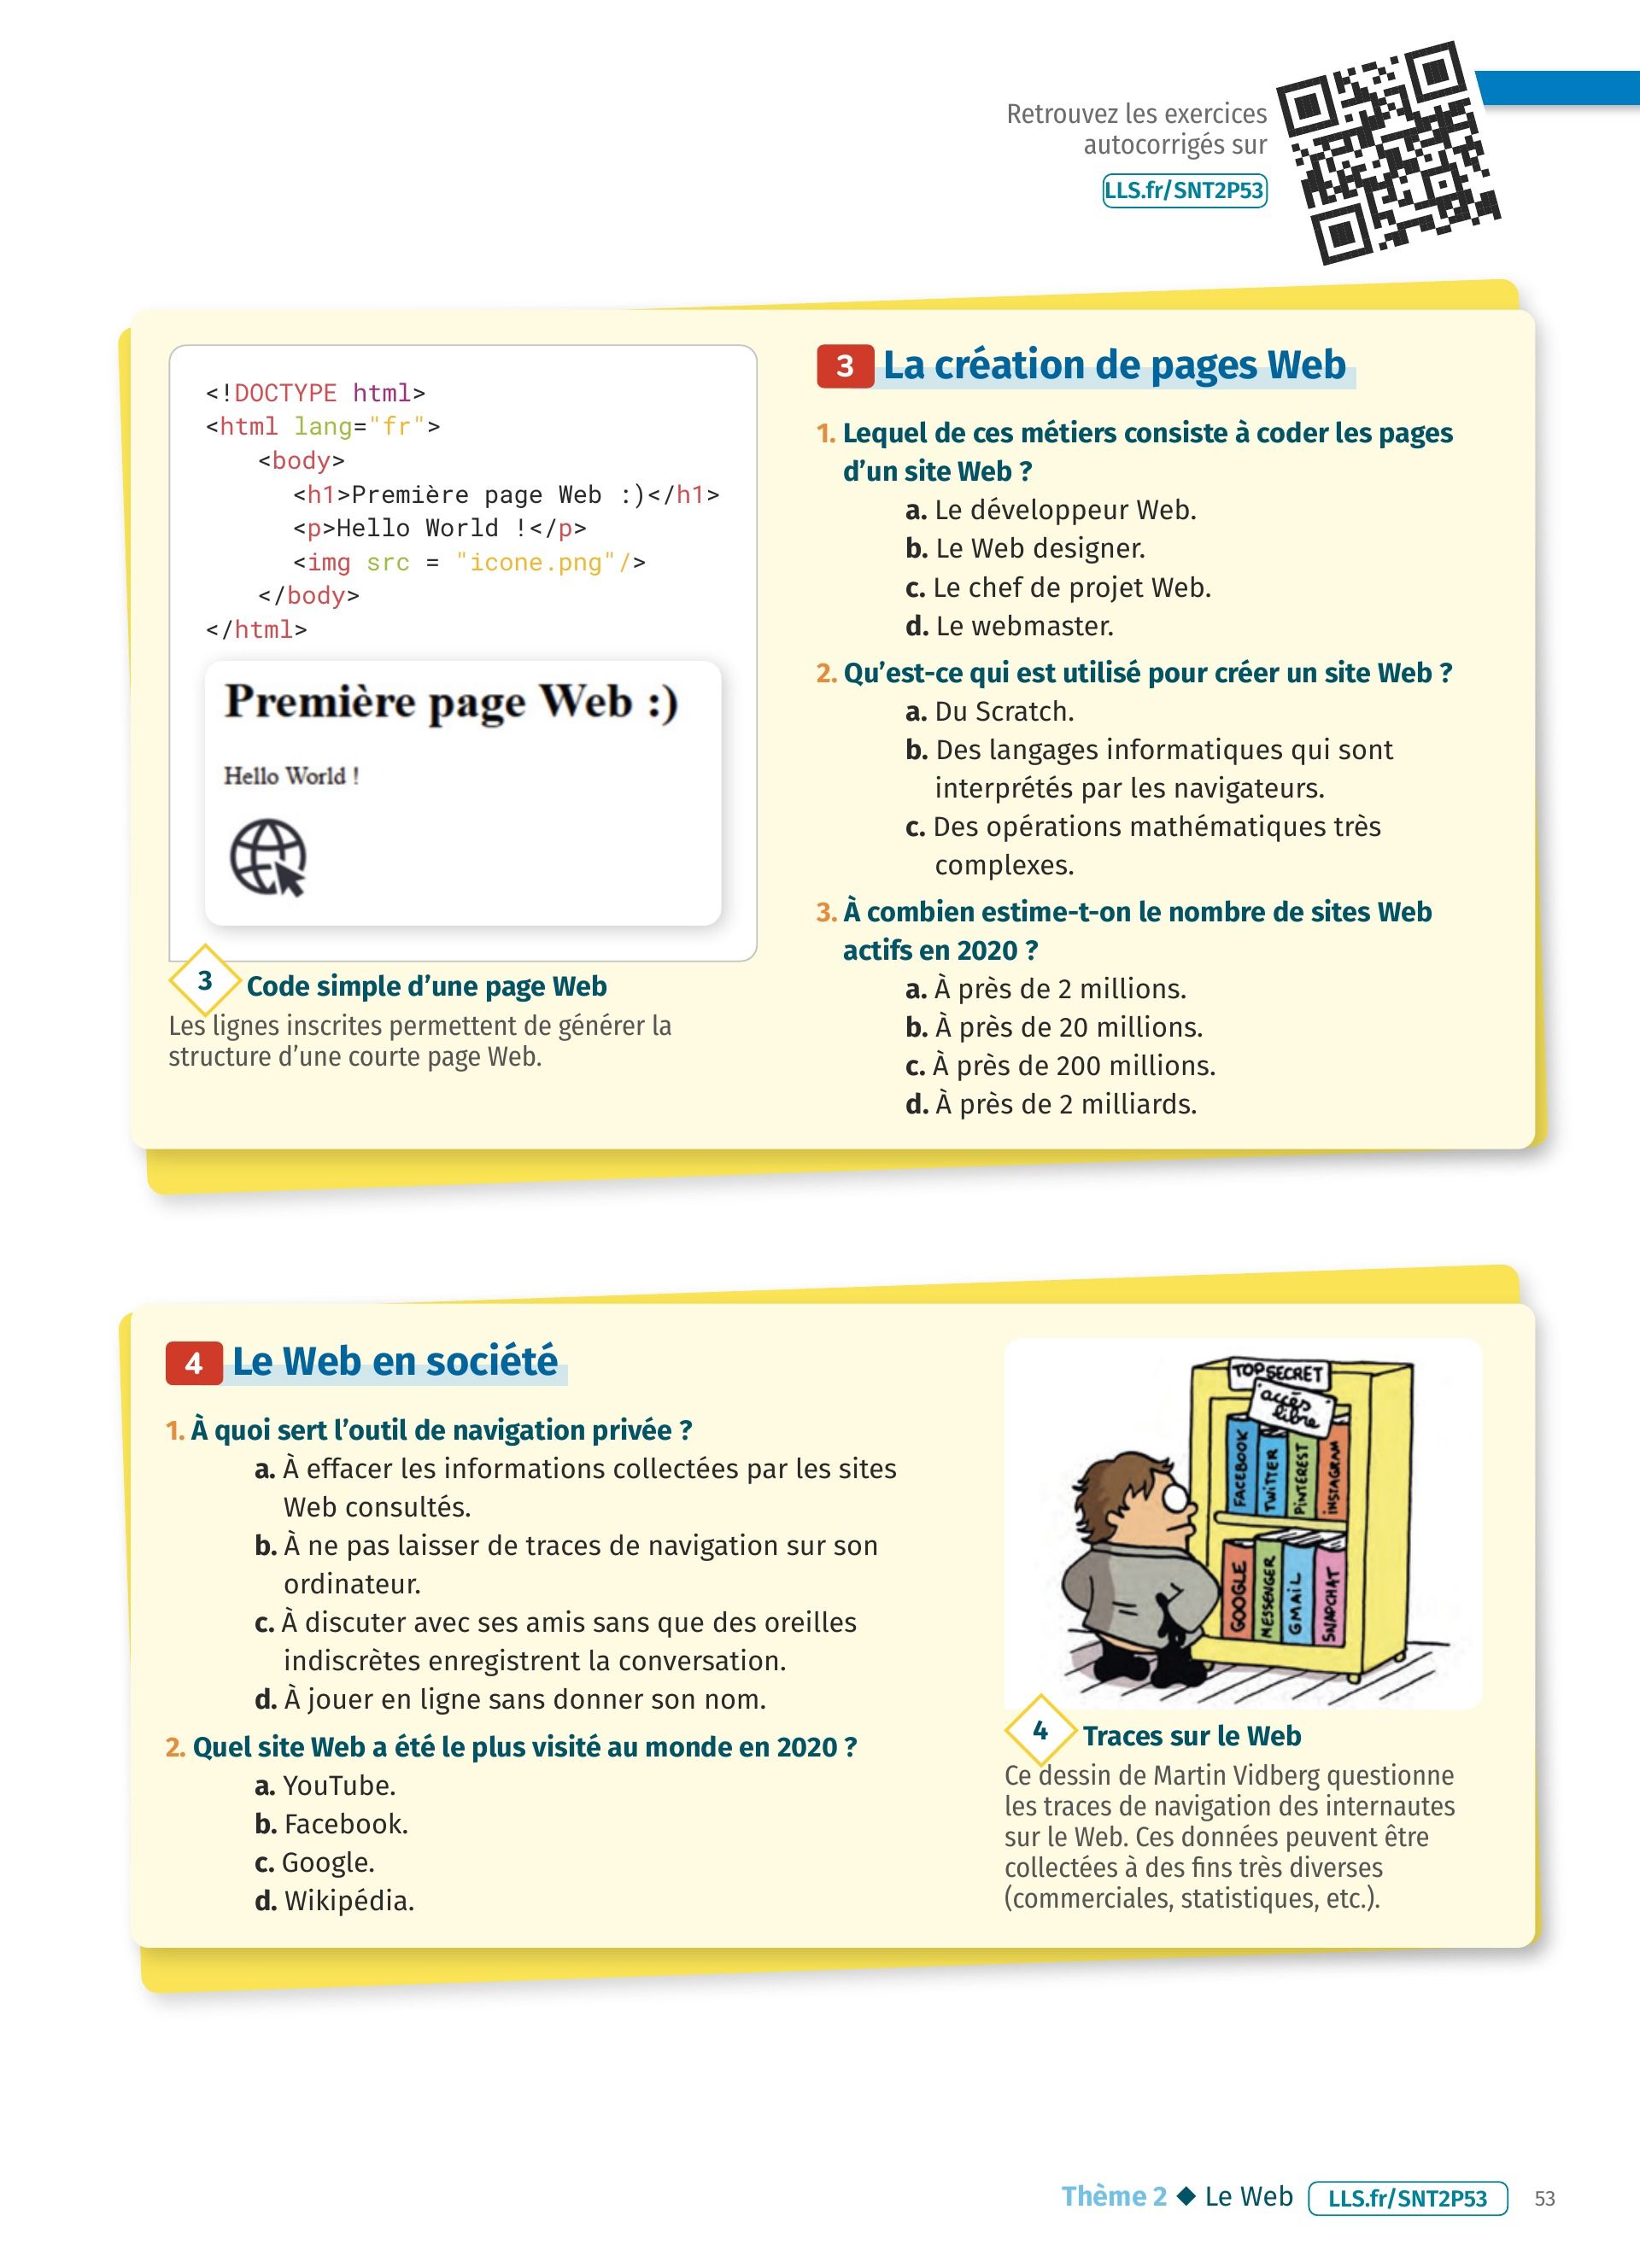 Retrouvez les exercices
autocorrigés sur
LLS.fr/SNT2P53
<!DOCTYPE html>
<html lang="fr">
<body>
<h1>Première page Web :)</h1>
<p>Hello World !</p>
<img src = "icone.png"/>
</body>
</html>
Première page Web :)
Hello World !
3 Code simple d’une page Web
Les lignes inscrites permettent de générer la
structure d’une courte page Web.
3 La création de pages Web
1. Lequel de ces métiers consiste à coder les pages
d’un site Web ?
a. Le développeur Web.
b. Le Web designer.
c. Le chef de projet Web.
d. Le webmaster.
2. Qu’est-ce qui est utilisé pour créer un site Web ?
a. Du Scratch.
b. Des langages informatiques qui sont
interprétés par les navigateurs.
c. Des opérations mathématiques très
complexes.
3. À combien estime-t-on le nombre de sites Web
actifs en 2020 ?
a. À près de 2 millions.
b. À près de 20 millions.
c. À près de 200 millions.
d. À près de 2 milliards.
4 Le Web en société
1. À quoi sert l’outil de navigation privée ?
a. À effacer les informations collectées par les sites
Web consultés.
b. À ne pas laisser de traces de navigation sur son
ordinateur.
c. À discuter avec ses amis sans que des oreilles
indiscrètes enregistrent la conversation.
d. À jouer en ligne sans donner son nom.
2. Quel site Web a été le plus visité au monde en 2020 ?
a. YouTube.
b. Facebook.
c. Google.
d. Wikipédia.
TOP SECRET
accès
libre
FACEBOOK
TWITTER
PINTEREST
INSTAGRAM
GOOGLE
MESSENGER
GMAIL
SNAPCHAT
4 Traces sur le Web
Ce dessin de Martin Vidberg questionne
les traces de navigation des internautes
sur le Web. Ces données peuvent être
collectées à des fins très diverses
(commerciales, statistiques, etc.).
Thème 2 ◆ Le Web LLS.fr/SNT2P53 53